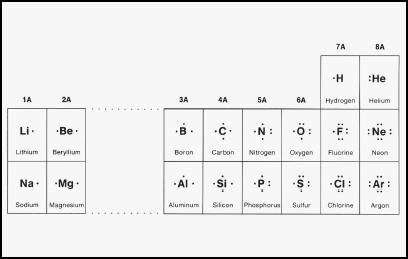 7A 8A
·H :He
Hydrogen Helium
1A 2A 3A 4A 5A 6A
Li· ·Be· ·B· ·C· ·N: ·O: ·F: :Ne:
Lithium Beryllium Boron Carbon Nitrogen Oxygen Fluorine Neon
Na· ·Mg· ·Al· ·Si· ·P: ·S: ·Cl: :Ar:
Sodium Magnesium Aluminum Silicon Phosphorus Sulfur Chlorine Argon